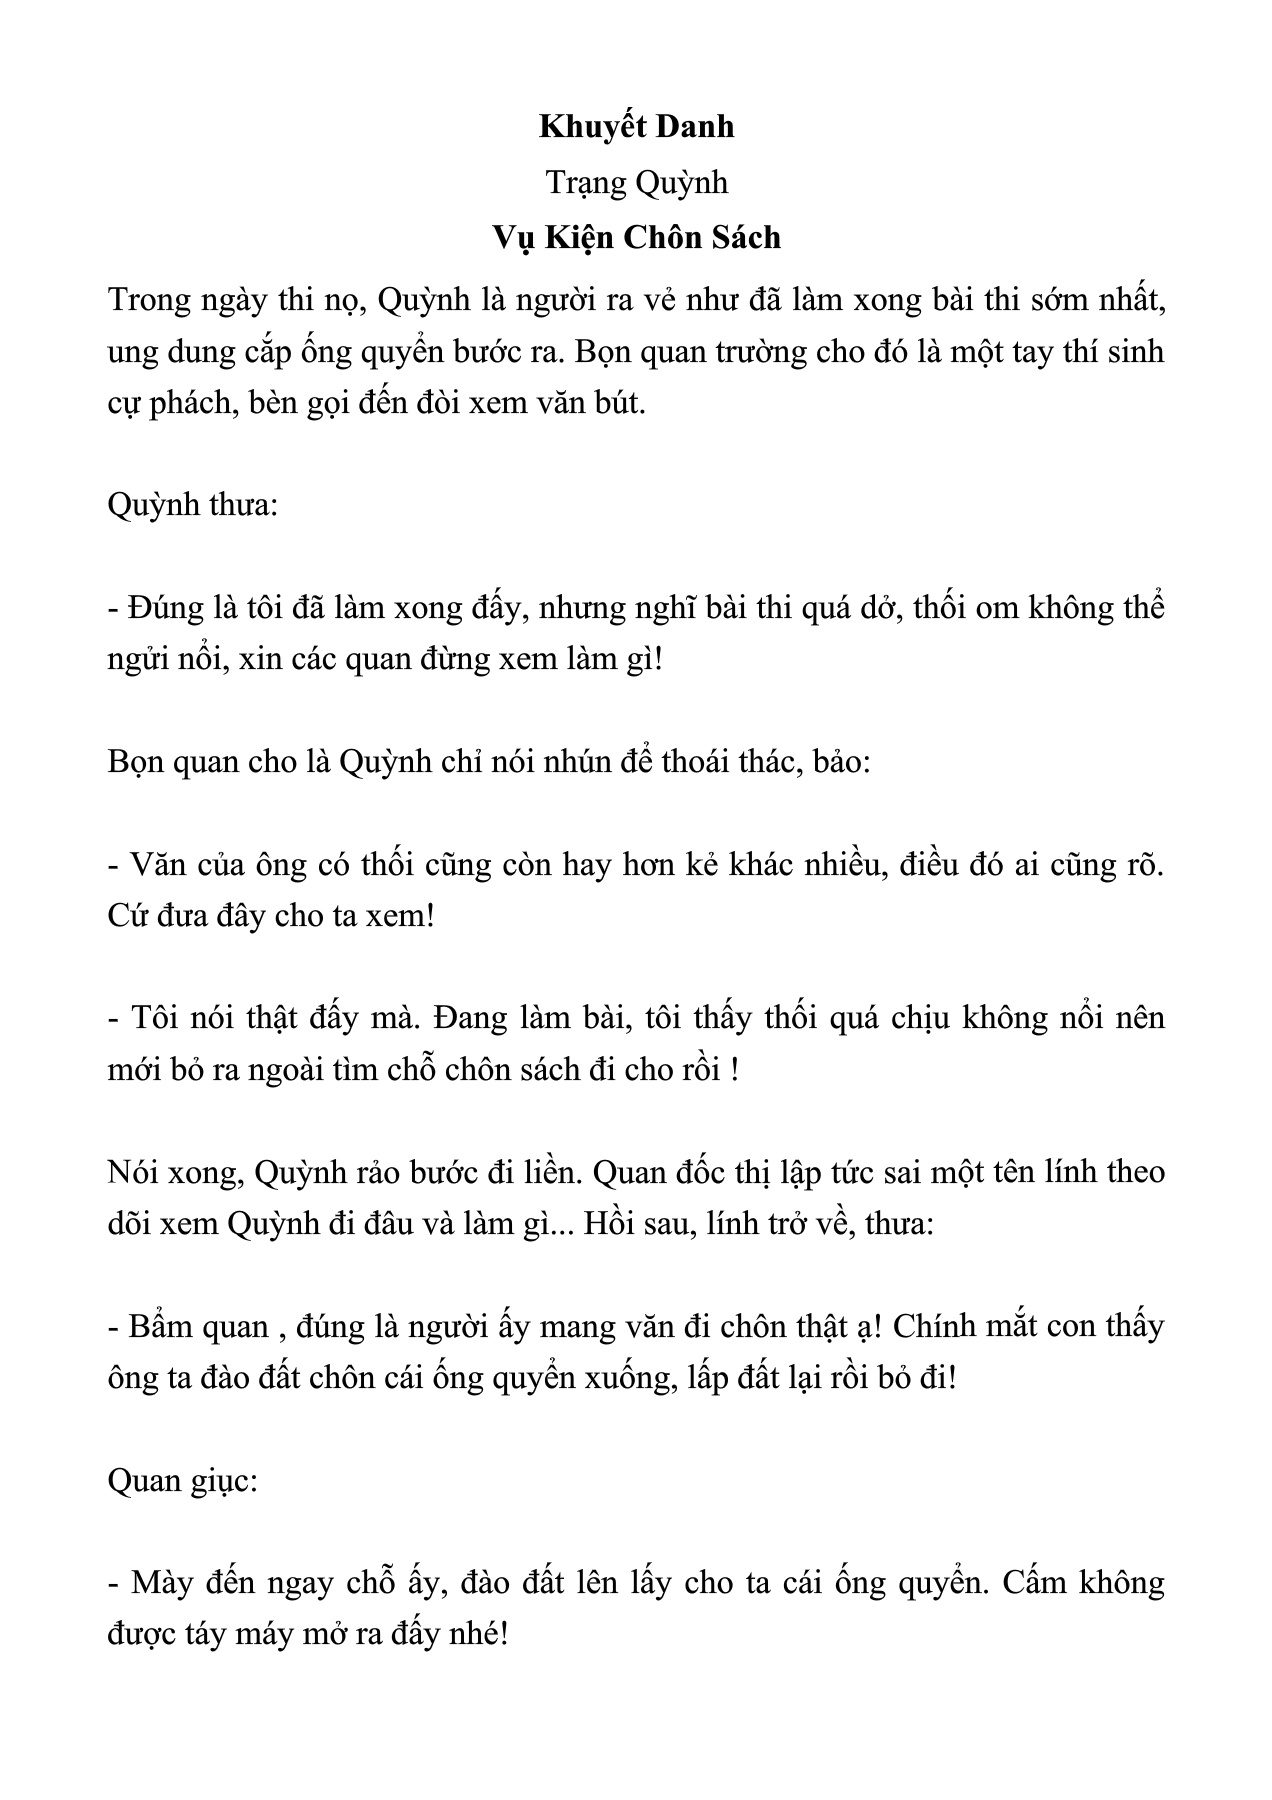 Khuyết Danh
Trạng Quỳnh
Vụ Kiện Chôn Sách
Trong ngày thi nọ, Quỳnh là người ra vẻ như đã làm xong bài thi sớm nhất,
ung dung cắp ống quyển bước ra. Bọn quan trường cho đó là một tay thí sinh
cự phách, bèn gọi đến đòi xem văn bút.
Quỳnh thưa:
- Đúng là tôi đã làm xong đấy, nhưng nghĩ bài thi quá dở, thối om không thể
ngửi nổi, xin các quan đừng xem làm gì!
Bọn quan cho là Quỳnh chỉ nói nhún để thoái thác, bảo:
- Văn của ông có thối cũng còn hay hơn kẻ khác nhiều, điều đó ai cũng rõ.
Cứ đưa đây cho ta xem!
- Tôi nói thật đấy mà. Đang làm bài, tôi thấy thối quá chịu không nổi nên
mới bỏ ra ngoài tìm chỗ chôn sách đi cho rồi !
Nói xong, Quỳnh rảo bước đi liền. Quan đốc thị lập tức sai một tên lính theo
dõi xem Quỳnh đi đâu và làm gì... Hồi sau, lính trở về, thưa:
- Bẩm quan , đúng là người ấy mang văn đi chôn thật ạ! Chính mắt con thấy
ông ta đào đất chôn cái ống quyển xuống, lấp đất lại rồi bỏ đi!
Quan giục:
- Mày đến ngay chỗ ấy, đào đất lên lấy cho ta cái ống quyển. Cấm không
được táy máy mở ra đấy nhé!